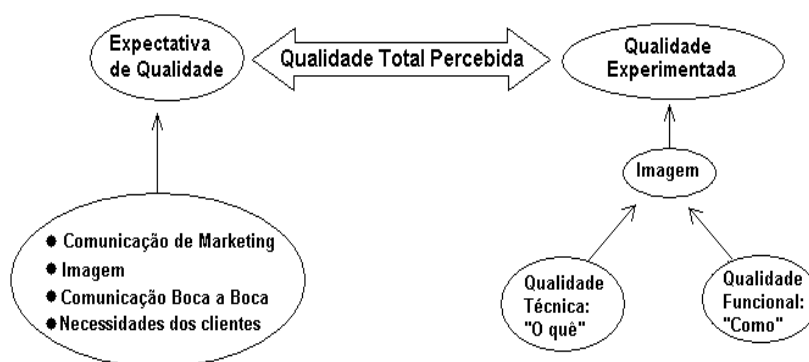 Expectativa
de Qualidade
Qualidade Total Percebida
Qualidade
Experimentada
Imagem
● Comunicação de Marketing
● Imagem
● Comunicação Boca a Boca
● Necessidades dos clientes
Qualidade
Técnica:
"O quê"
Qualidade
Funcional:
"Como"